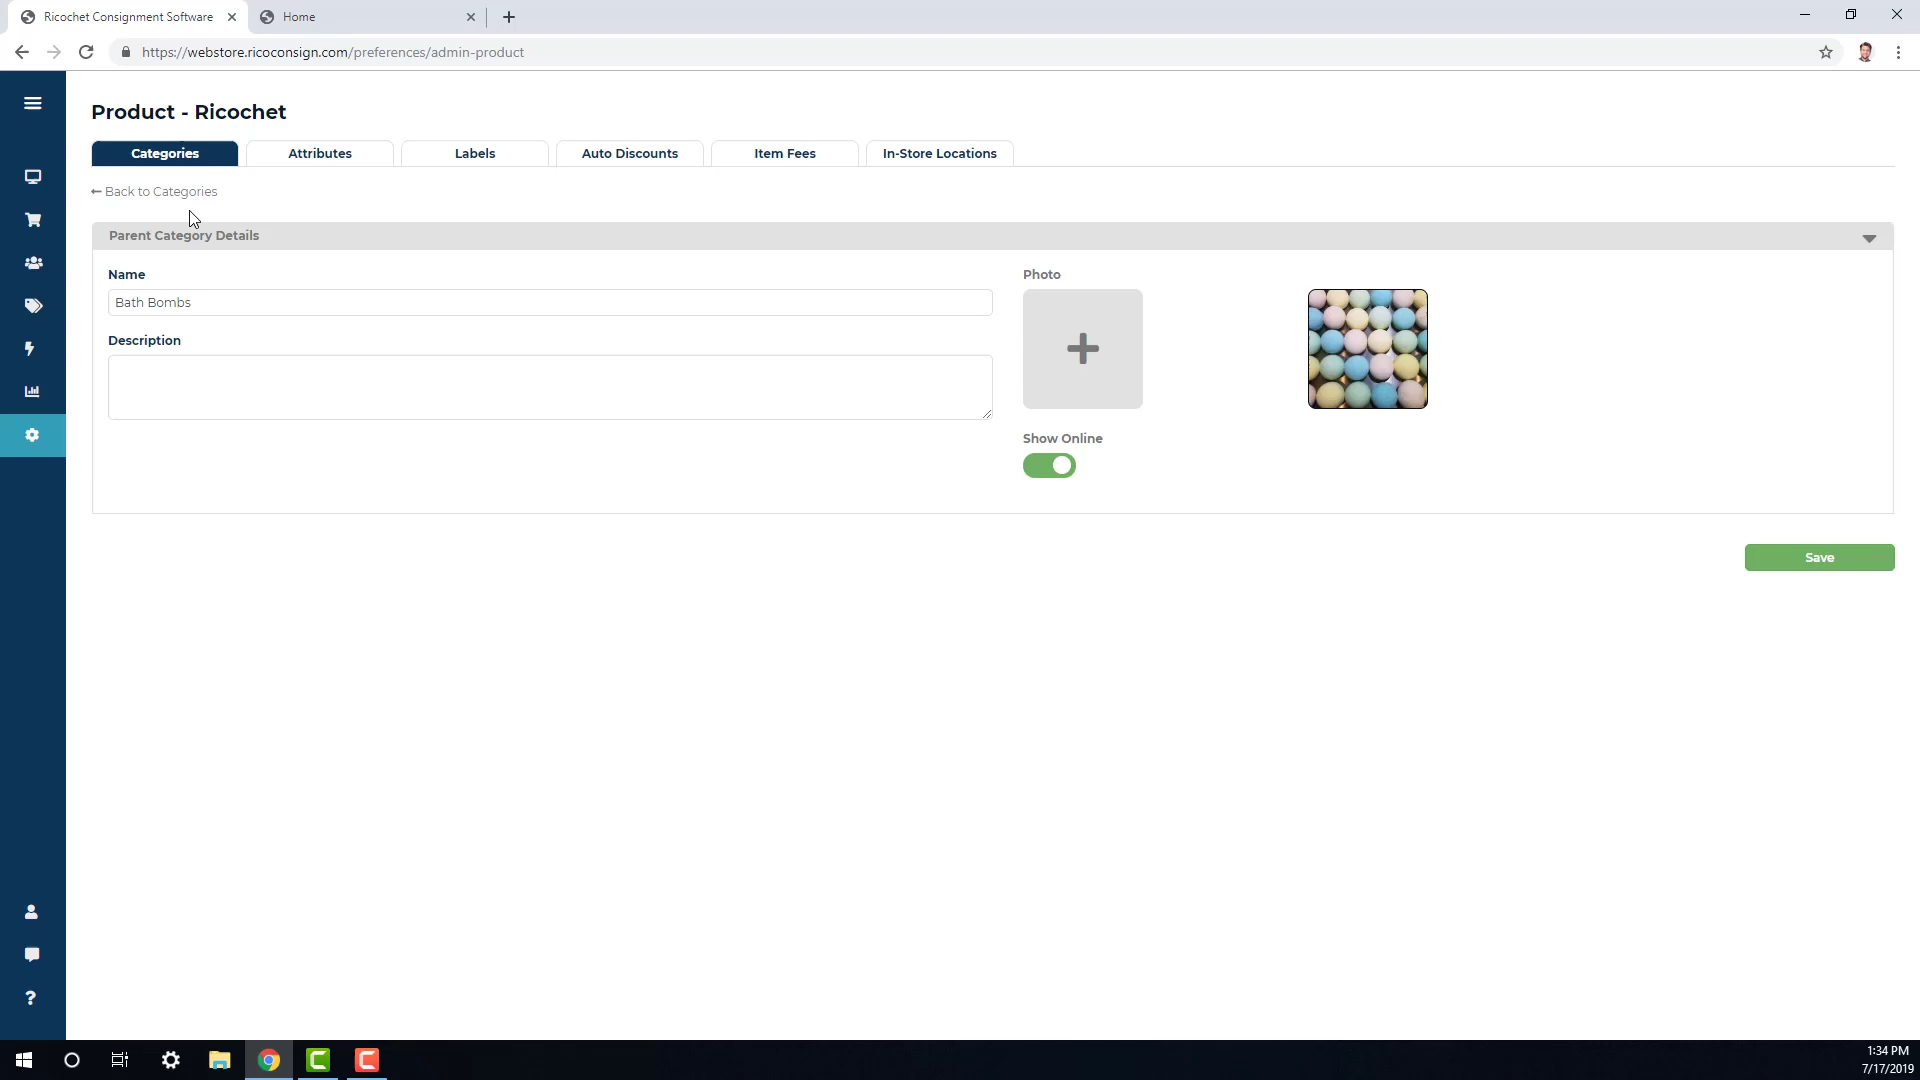 Ricochet Consignment Software
Home
https://webstore.ricoconsign.com/preferences/admin-product
Product - Ricochet
Categories
Attributes
Labels
Auto Discounts
Item Fees
In-Store Locations
Back to Categories
Parent Category Details
Name
Photo
Bath Bombs
Description
Show Online
Save
1:34 PM
7/17/2019